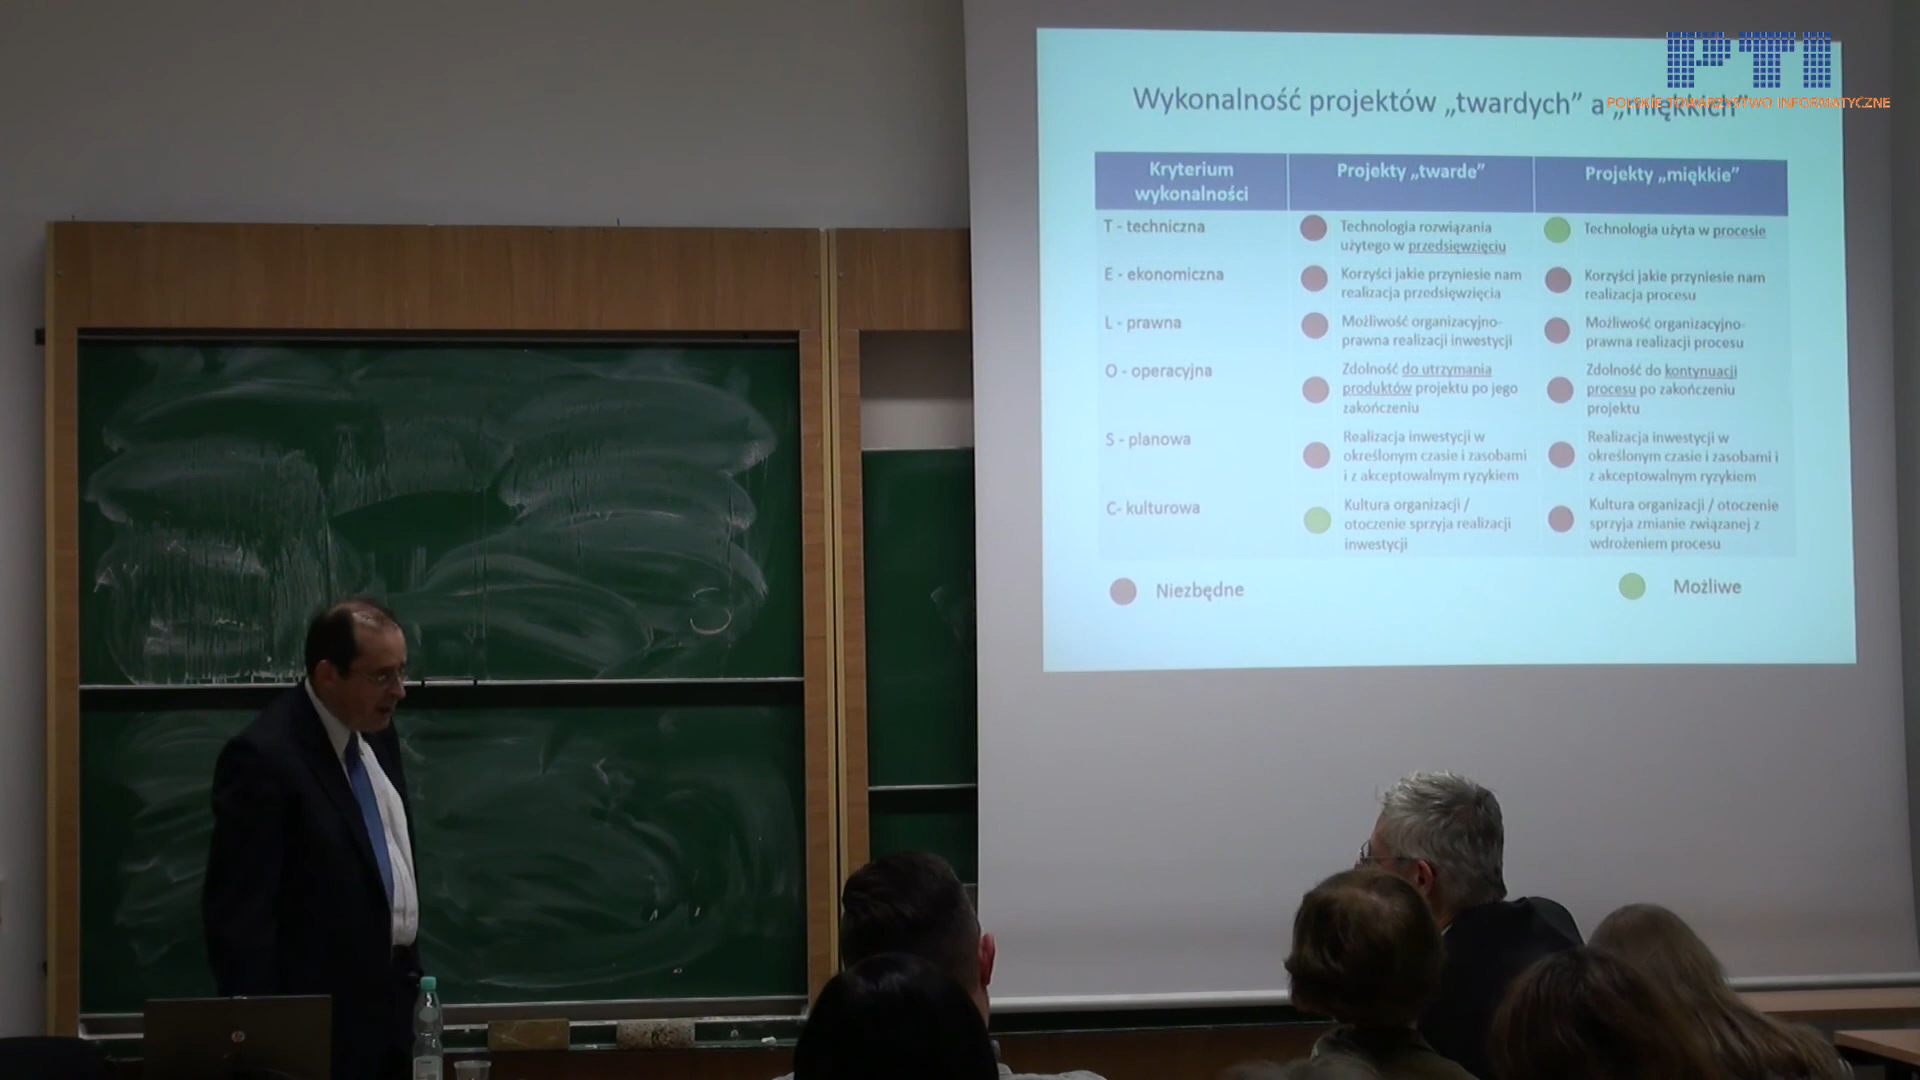 PTI
POLSKIE TOWARZYSTWO INFORMATYCZNE
Wykonalność projektów „twardych” a „miękkich”
Kryterium
wykonalności
Projekty „twarde”
Projekty „miękkie”
T - techniczna
Technologia rozwiązania
użytego w przedsięwzięciu
Technologia użyta w procesie
E - ekonomiczna
Korzyści jakie przyniesie nam
realizacja przedsięwzięcia
Korzyści jakie przyniesie nam
realizacja procesu
L - prawna
Możliwość organizacyjno-
prawna realizacji inwestycji
Możliwość organizacyjno-
prawna realizacji procesu
O - operacyjna
Zdolność do utrzymania
produktów projektu po jego
zakończeniu
Zdolność do kontynuacji
procesu po zakończeniu
projektu
S - planowa
Realizacja inwestycji w
określonym czasie i zasobami
i z akceptowalnym ryzykiem
Realizacja inwestycji w
określonym czasie i zasobami i
z akceptowalnym ryzykiem
C- kulturowa
Kultura organizacji /
otoczenie sprzyja realizacji
inwestycji
Kultura organizacji / otoczenie
sprzyja zmianie związanej z
wdrożeniem procesu
Niezbędne
Możliwe